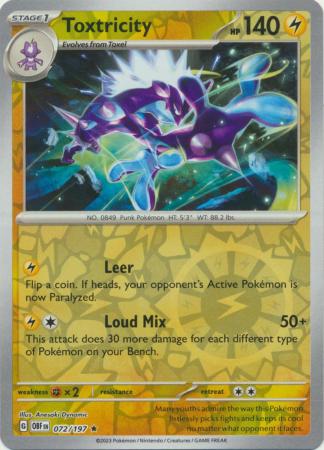 STAGE 1
Toxtricity
HP 140
Evolves from Toxel
NO. 0849 Punk Pokémon HT: 5'3" WT: 88.2 lbs.
Leer
Flip a coin. If heads, your opponent's Active Pokémon is
now Paralyzed.
Loud Mix 50+
This attack does 30 more damage for each different
type of Pokémon on your Bench.
weakness ×2 resistance retreat
Illus. Anesaki Dynamic
G OBF EN 072/197
Many youths admire the way this Pokémon
listlessly picks fights and keeps its cool
no matter what opponent it faces.
©2023 Pokémon / Nintendo / Creatures / GAME FREAK